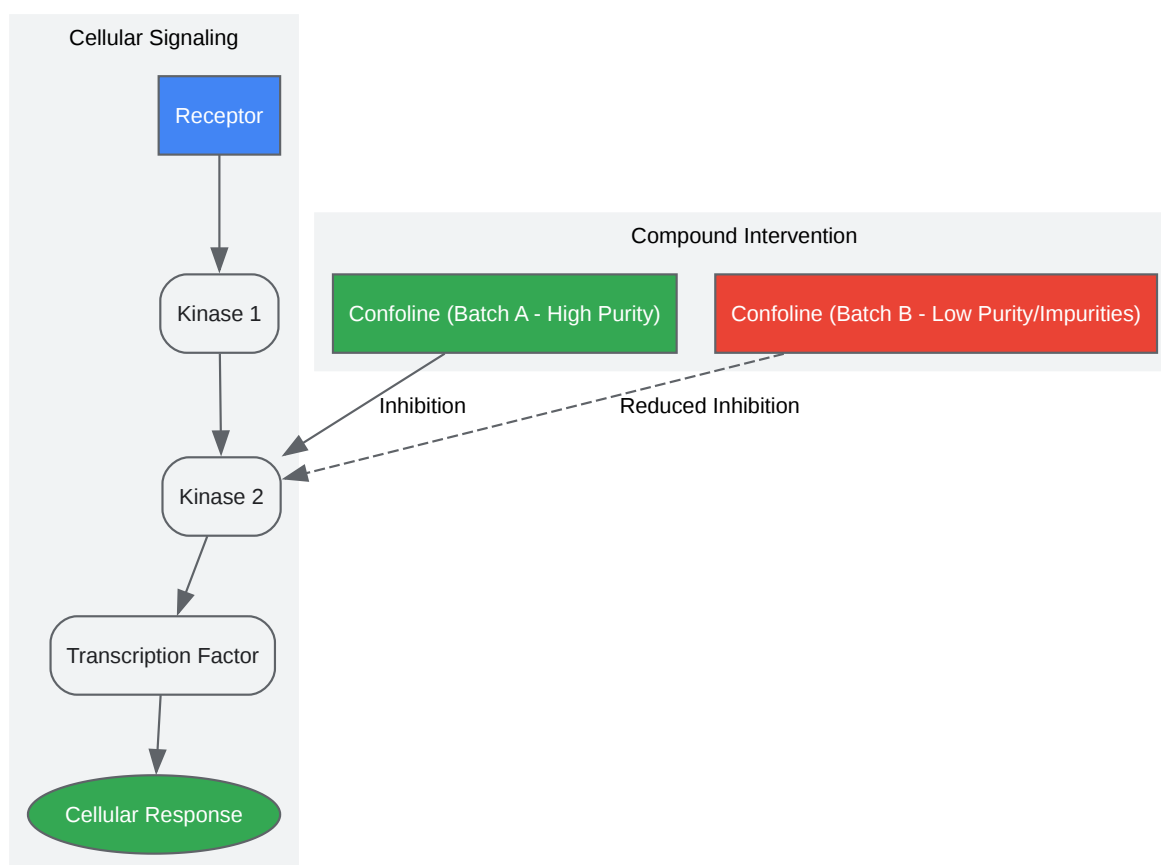 Cellular Signaling
Receptor
Compound Intervention
Kinase 1
Confoline (Batch A - High Purity)
Confoline (Batch B - Low Purity/Impurities)
Inhibition
Reduced Inhibition
Kinase 2
Transcription Factor
Cellular Response